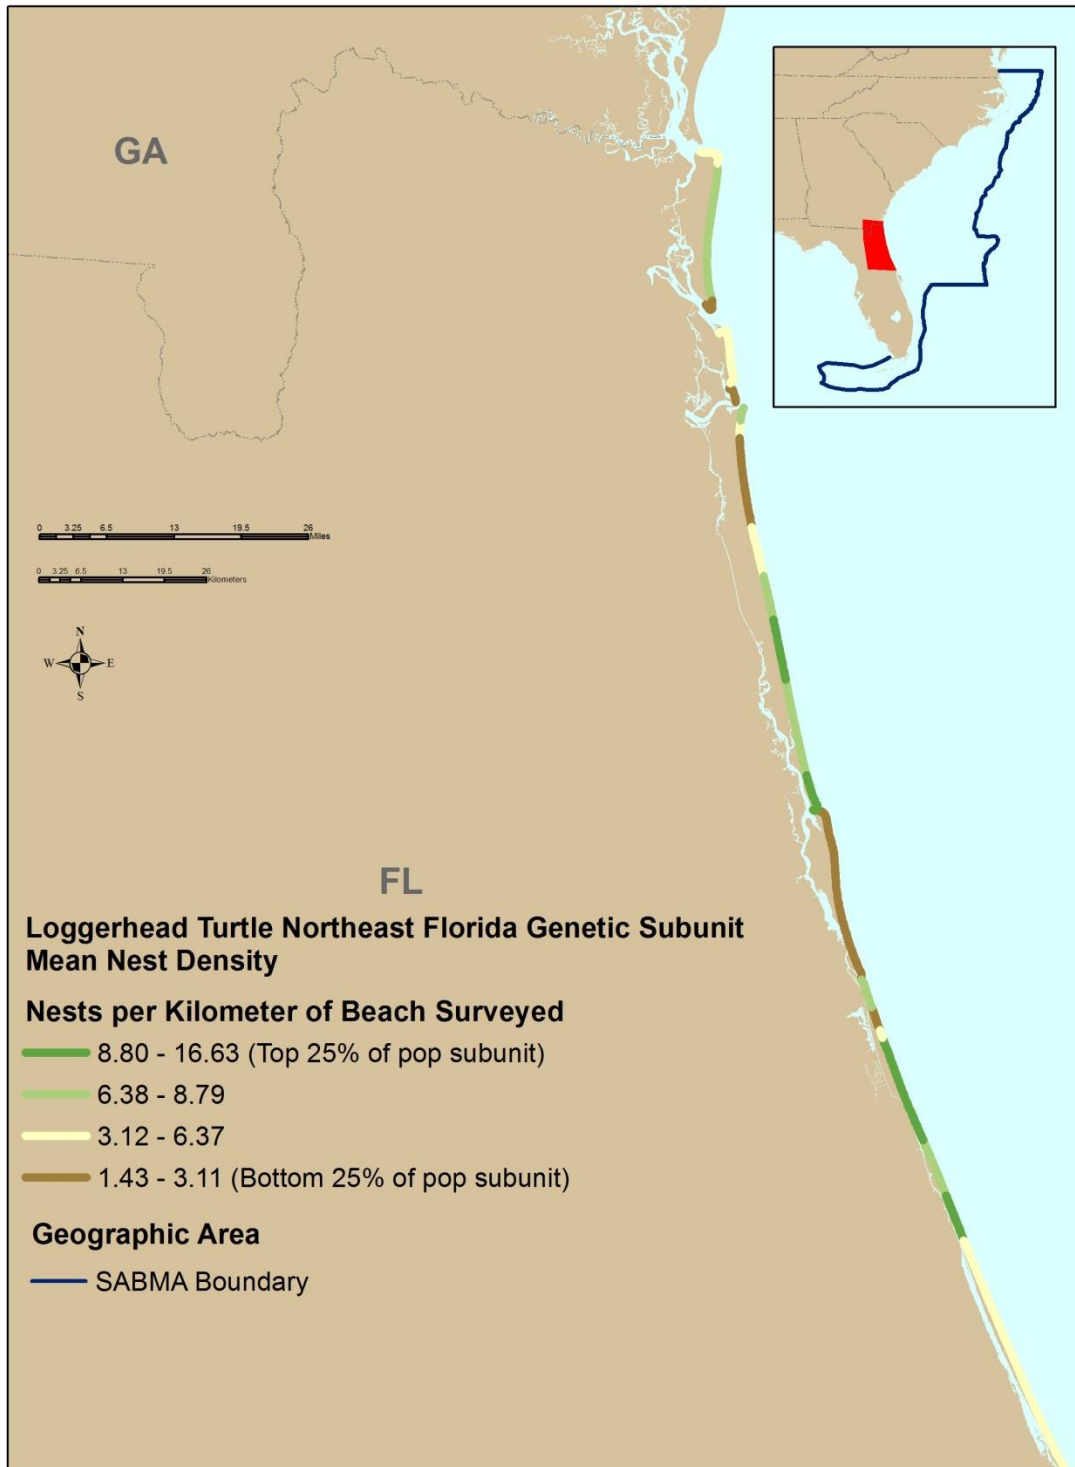 GA
0 3.25 6.5 13 19.5 26
Miles
0 3.25 6.5 13 19.5 26
Kilometers
N
W E
S
FL
Loggerhead Turtle Northeast Florida Genetic Subunit
Mean Nest Density
Nests per Kilometer of Beach Surveyed
8.80 - 16.63 (Top 25% of pop subunit)
6.38 - 8.79
3.12 - 6.37
1.43 - 3.11 (Bottom 25% of pop subunit)
Geographic Area
SABMA Boundary